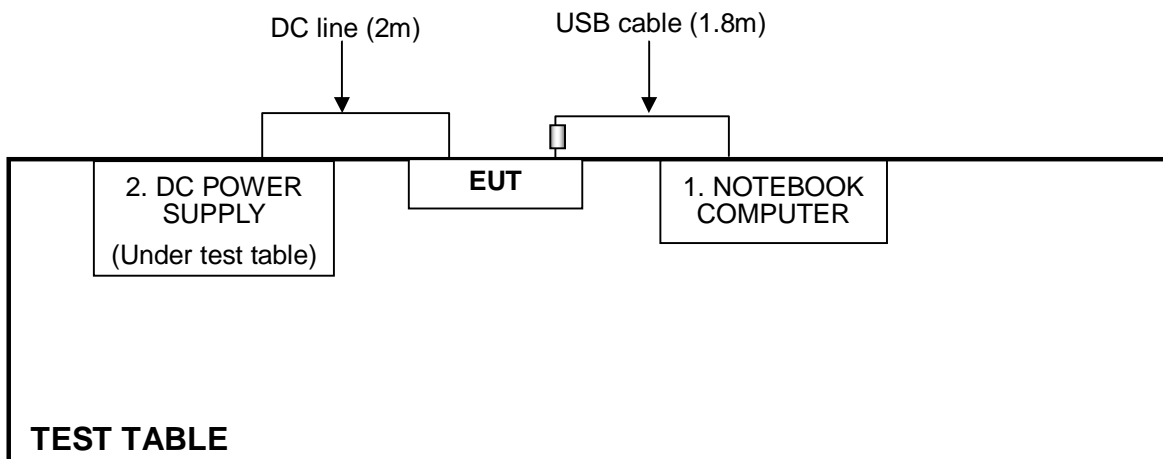 DC line (2m)
USB cable (1.8m)
2. DC POWER
SUPPLY
(Under test table)
EUT
1. NOTEBOOK
COMPUTER
TEST TABLE